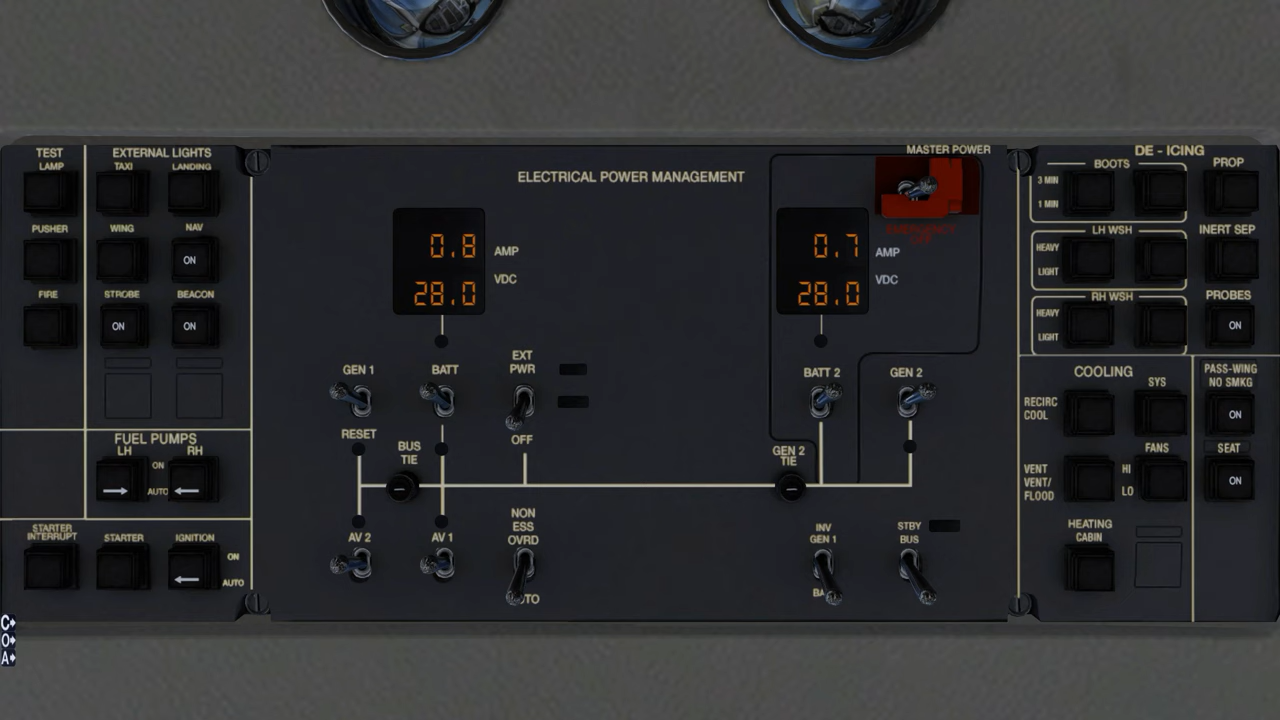 TEST
LAMP
PUSHER
FIRE
EXTERNAL LIGHTS
TAXI
LANDING
WING
NAV
ON
STROBE
BEACON
ON
ON
FUEL PUMPS
LH
RH
ON
AUTO
STARTER
INTERRUPT
STARTER
IGNITION
ON
AUTO
C
O
A
ELECTRICAL POWER MANAGEMENT
MASTER POWER
EMERGENCY
OFF
0.8
AMP
28.0
VDC
0.7
AMP
28.0
VDC
GEN 1
BATT
EXT
PWR
BATT 2
GEN 2
RESET
OFF
BUS
TIE
GEN 2
TIE
AV 2
AV 1
NON
ESS
OVRD
INV
GEN 1
STBY
BUS
DE - ICING
BOOTS
PROP
3 MIN
1 MIN
LH WSH
INERT SEP
HEAVY
LIGHT
RH WSH
PROBES
HEAVY
LIGHT
ON
COOLING
SYS
RECIRC
COOL
FANS
VENT
VENT/
FLOOD
HI
LO
HEATING
CABIN
PASS-WING
NO SMKG
ON
SEAT
ON